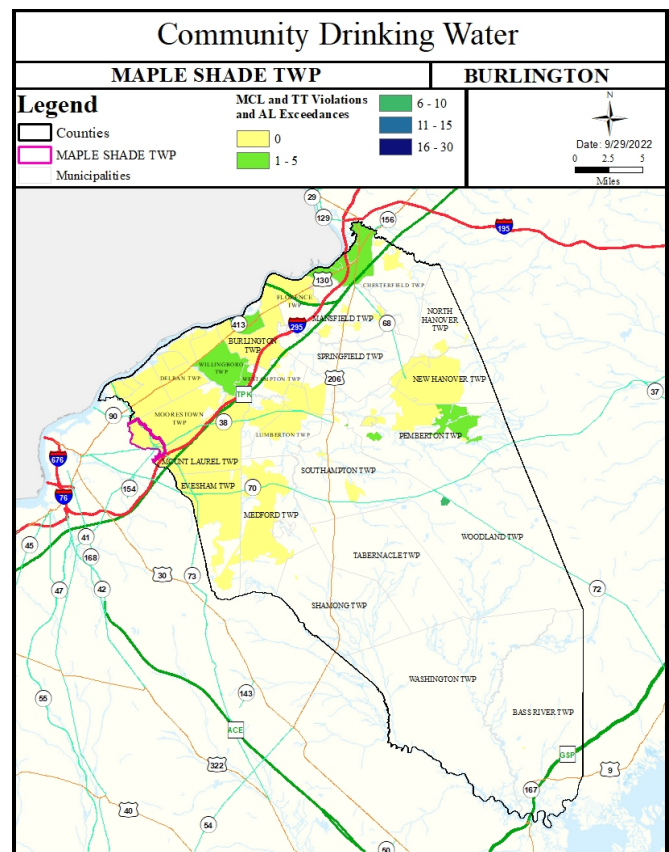 Community Drinking Water
MAPLE SHADE TWP
BURLINGTON
Legend
Counties
MAPLE SHADE TWP
Municipalities
MCL and TT Violations
and AL Exceedances
0
1 - 5
6 - 10
11 - 15
16 - 30
N
Date: 9/29/2022
0 2.5 5
Miles
29
129
156
195
130
CHESTERFIELD TWP
FLORENCE
TWP
NORTH
HANOVER
TWP
MANSFIELD TWP
68
413
295
BURLINGTON
TWP
SPRINGFIELD TWP
WILLINGBORO
TWP
DELRAN TWP
WESTAMPTON TWP
206
NEW HANOVER TWP
TPK
37
90
MOORESTOWN
TWP
38
LUMBERTON TWP
PEMBERTON TWP
676
MOUNT LAUREL TWP
SOUTHAMPTON TWP
76
154
EVESHAM TWP
70
MEDFORD TWP
45
41
168
WOODLAND TWP
TABERNACLE TWP
30
73
47
42
72
SHAMONG TWP
WASHINGTON TWP
55
143
BASS RIVER TWP
ACE
GSP
322
9
167
40
54
50